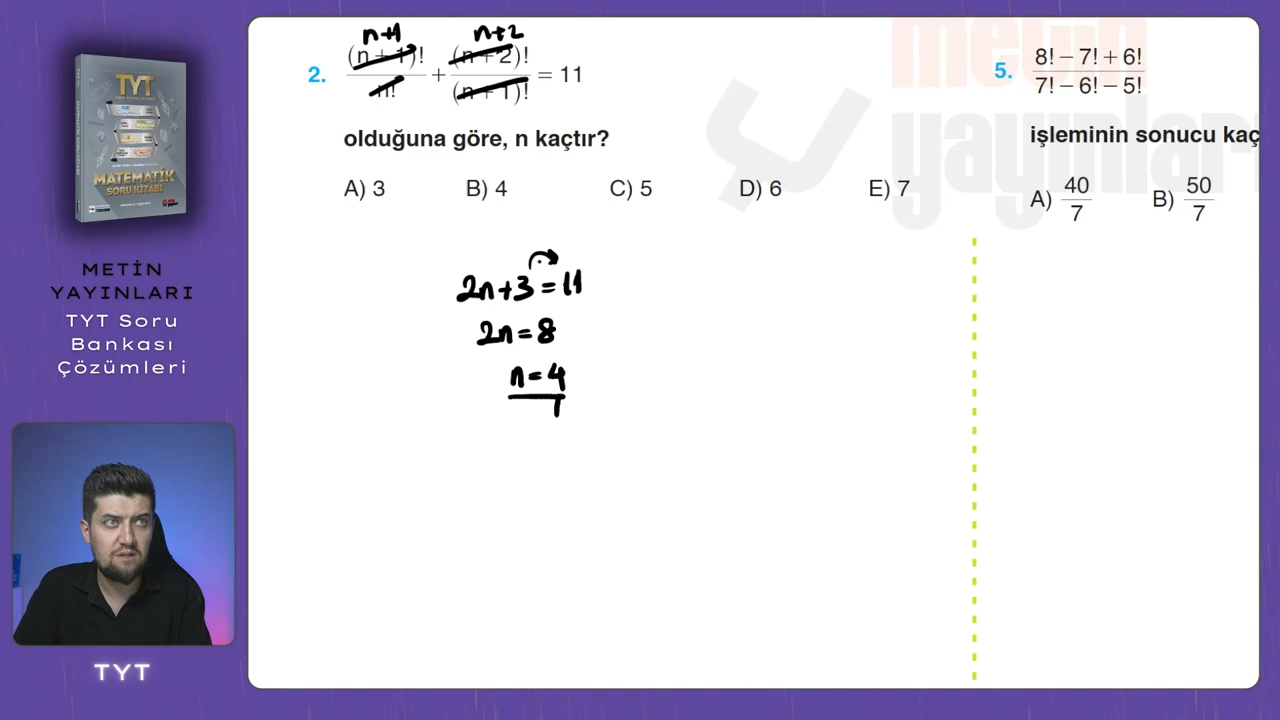 TYT
MATEMATİK
SORU KİTABI
METİN
YAYINLARI
TYT Soru
Bankası
Çözümleri
TYT
metin
yayınları
n+1 n+2
2. (n + 1)!/n! + (n + 2)!/(n + 1)! = 11
olduğuna göre, n kaçtır?
A) 3 B) 4 C) 5 D) 6 E) 7
2n+3=11
2n=8
n=4
5. 8! − 7! + 6!/7! − 6! − 5!
işleminin sonucu kaç
A) 40/7 B) 50/7